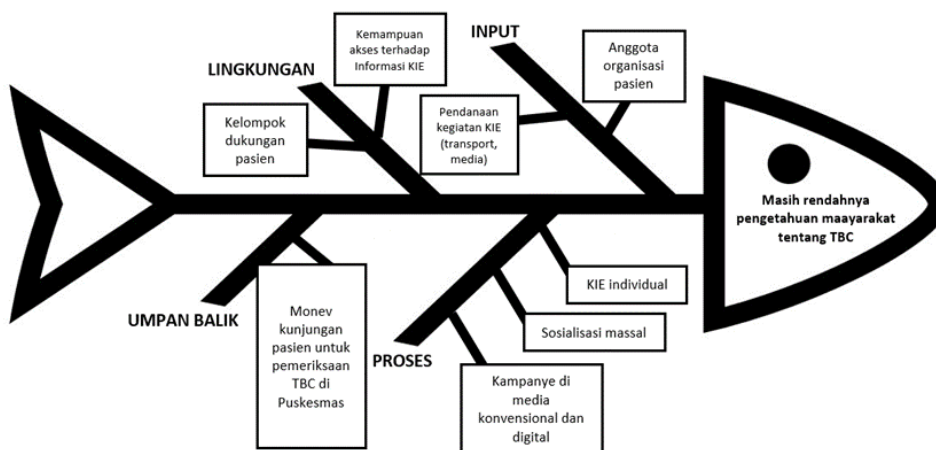 LINGKUNGAN
Kemampuan
akses terhadap
Informasi KIE
Kelompok
dukungan
pasien
INPUT
Anggota
organisasi
pasien
Pendanaan
kegiatan KIE
(transport,
media)
Masih rendahnya
pengetahuan maayarakat
tentang TBC
UMPAN BALIK
Monev
kunjungan
pasien untuk
pemeriksaan
TBC di
Puskesmas
PROSES
KIE individual
Sosialisasi massal
Kampanye di
media
konvensional dan
digital